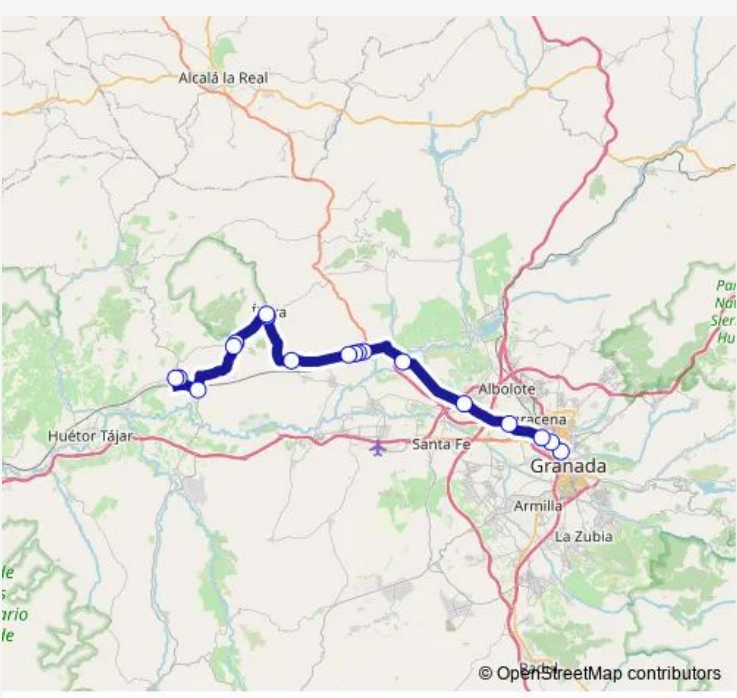 Alcalá la Real
Albolote
Huétor Tájar
Santa Fe
Granada
Armilla
La Zubia
© OpenStreetMap contributors